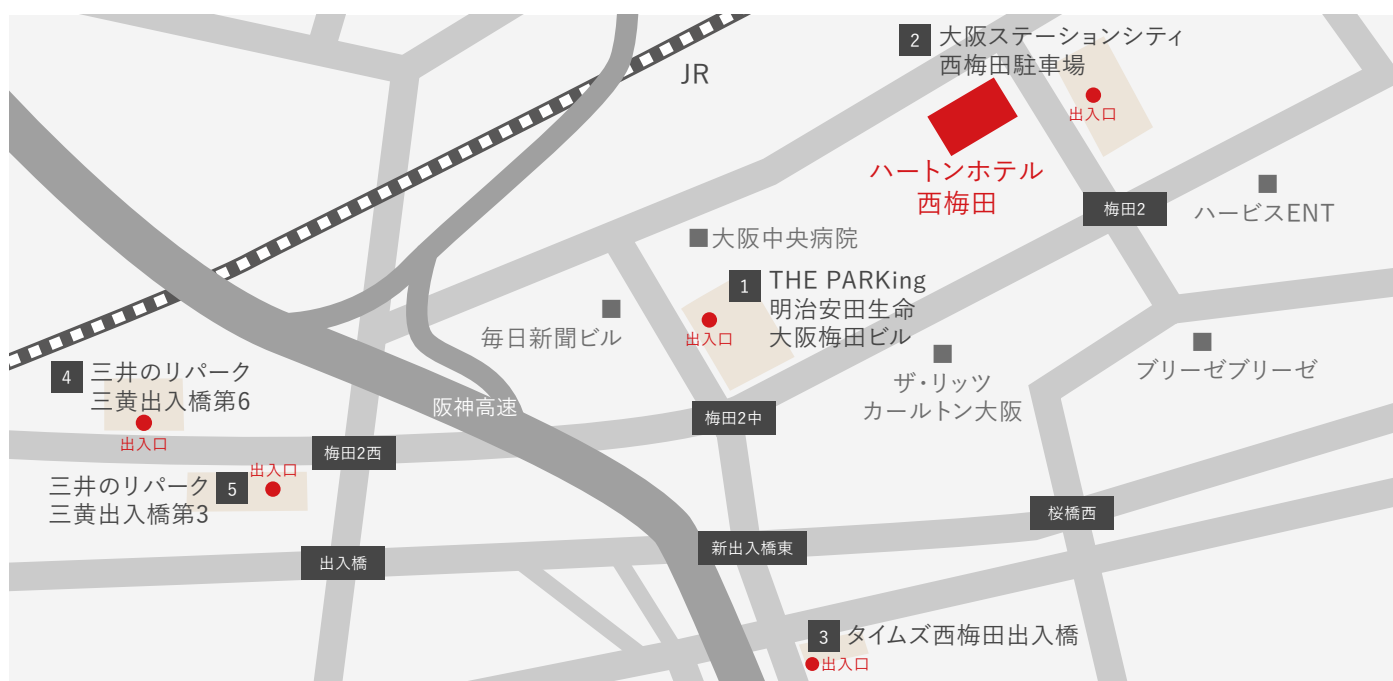 2
大阪ステーションシティ
西梅田駐車場
出入口
JR
ハートンホテル
西梅田
梅田2
ハービスENT
大阪中央病院
1
THE PARKing
明治安田生命
大阪梅田ビル
出入口
毎日新聞ビル
ザ・リッツ
カールトン大阪
ブリーゼブリーゼ
4
三井のリパーク
三黄出入橋第6
出入口
阪神高速
梅田2中
梅田2西
三井のリパーク
三黄出入橋第3
5
出入口
桜橋西
新出入橋東
出入橋
3
タイムズ西梅田出入橋
出入口